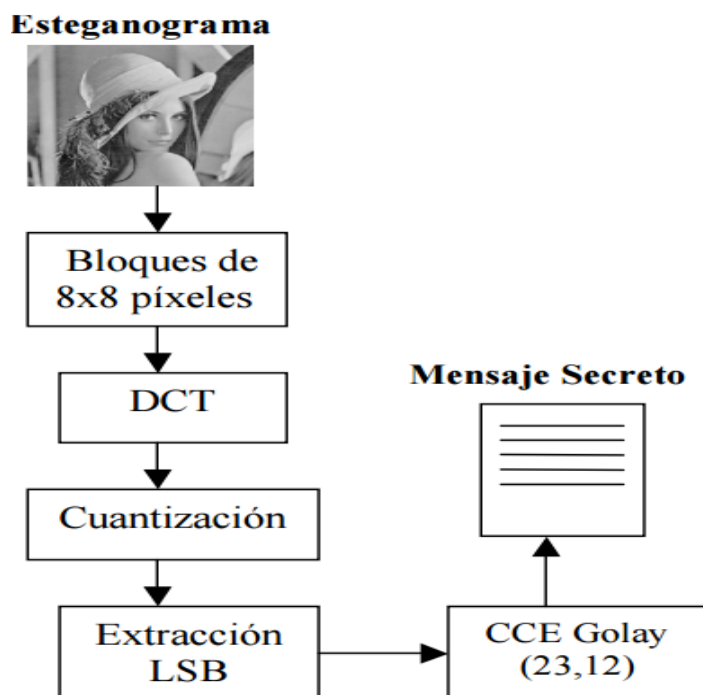 Esteganograma
Bloques de
8x8 píxeles
DCT
Cuantización
Extracción
LSB
CCE Golay
(23,12)
Mensaje Secreto